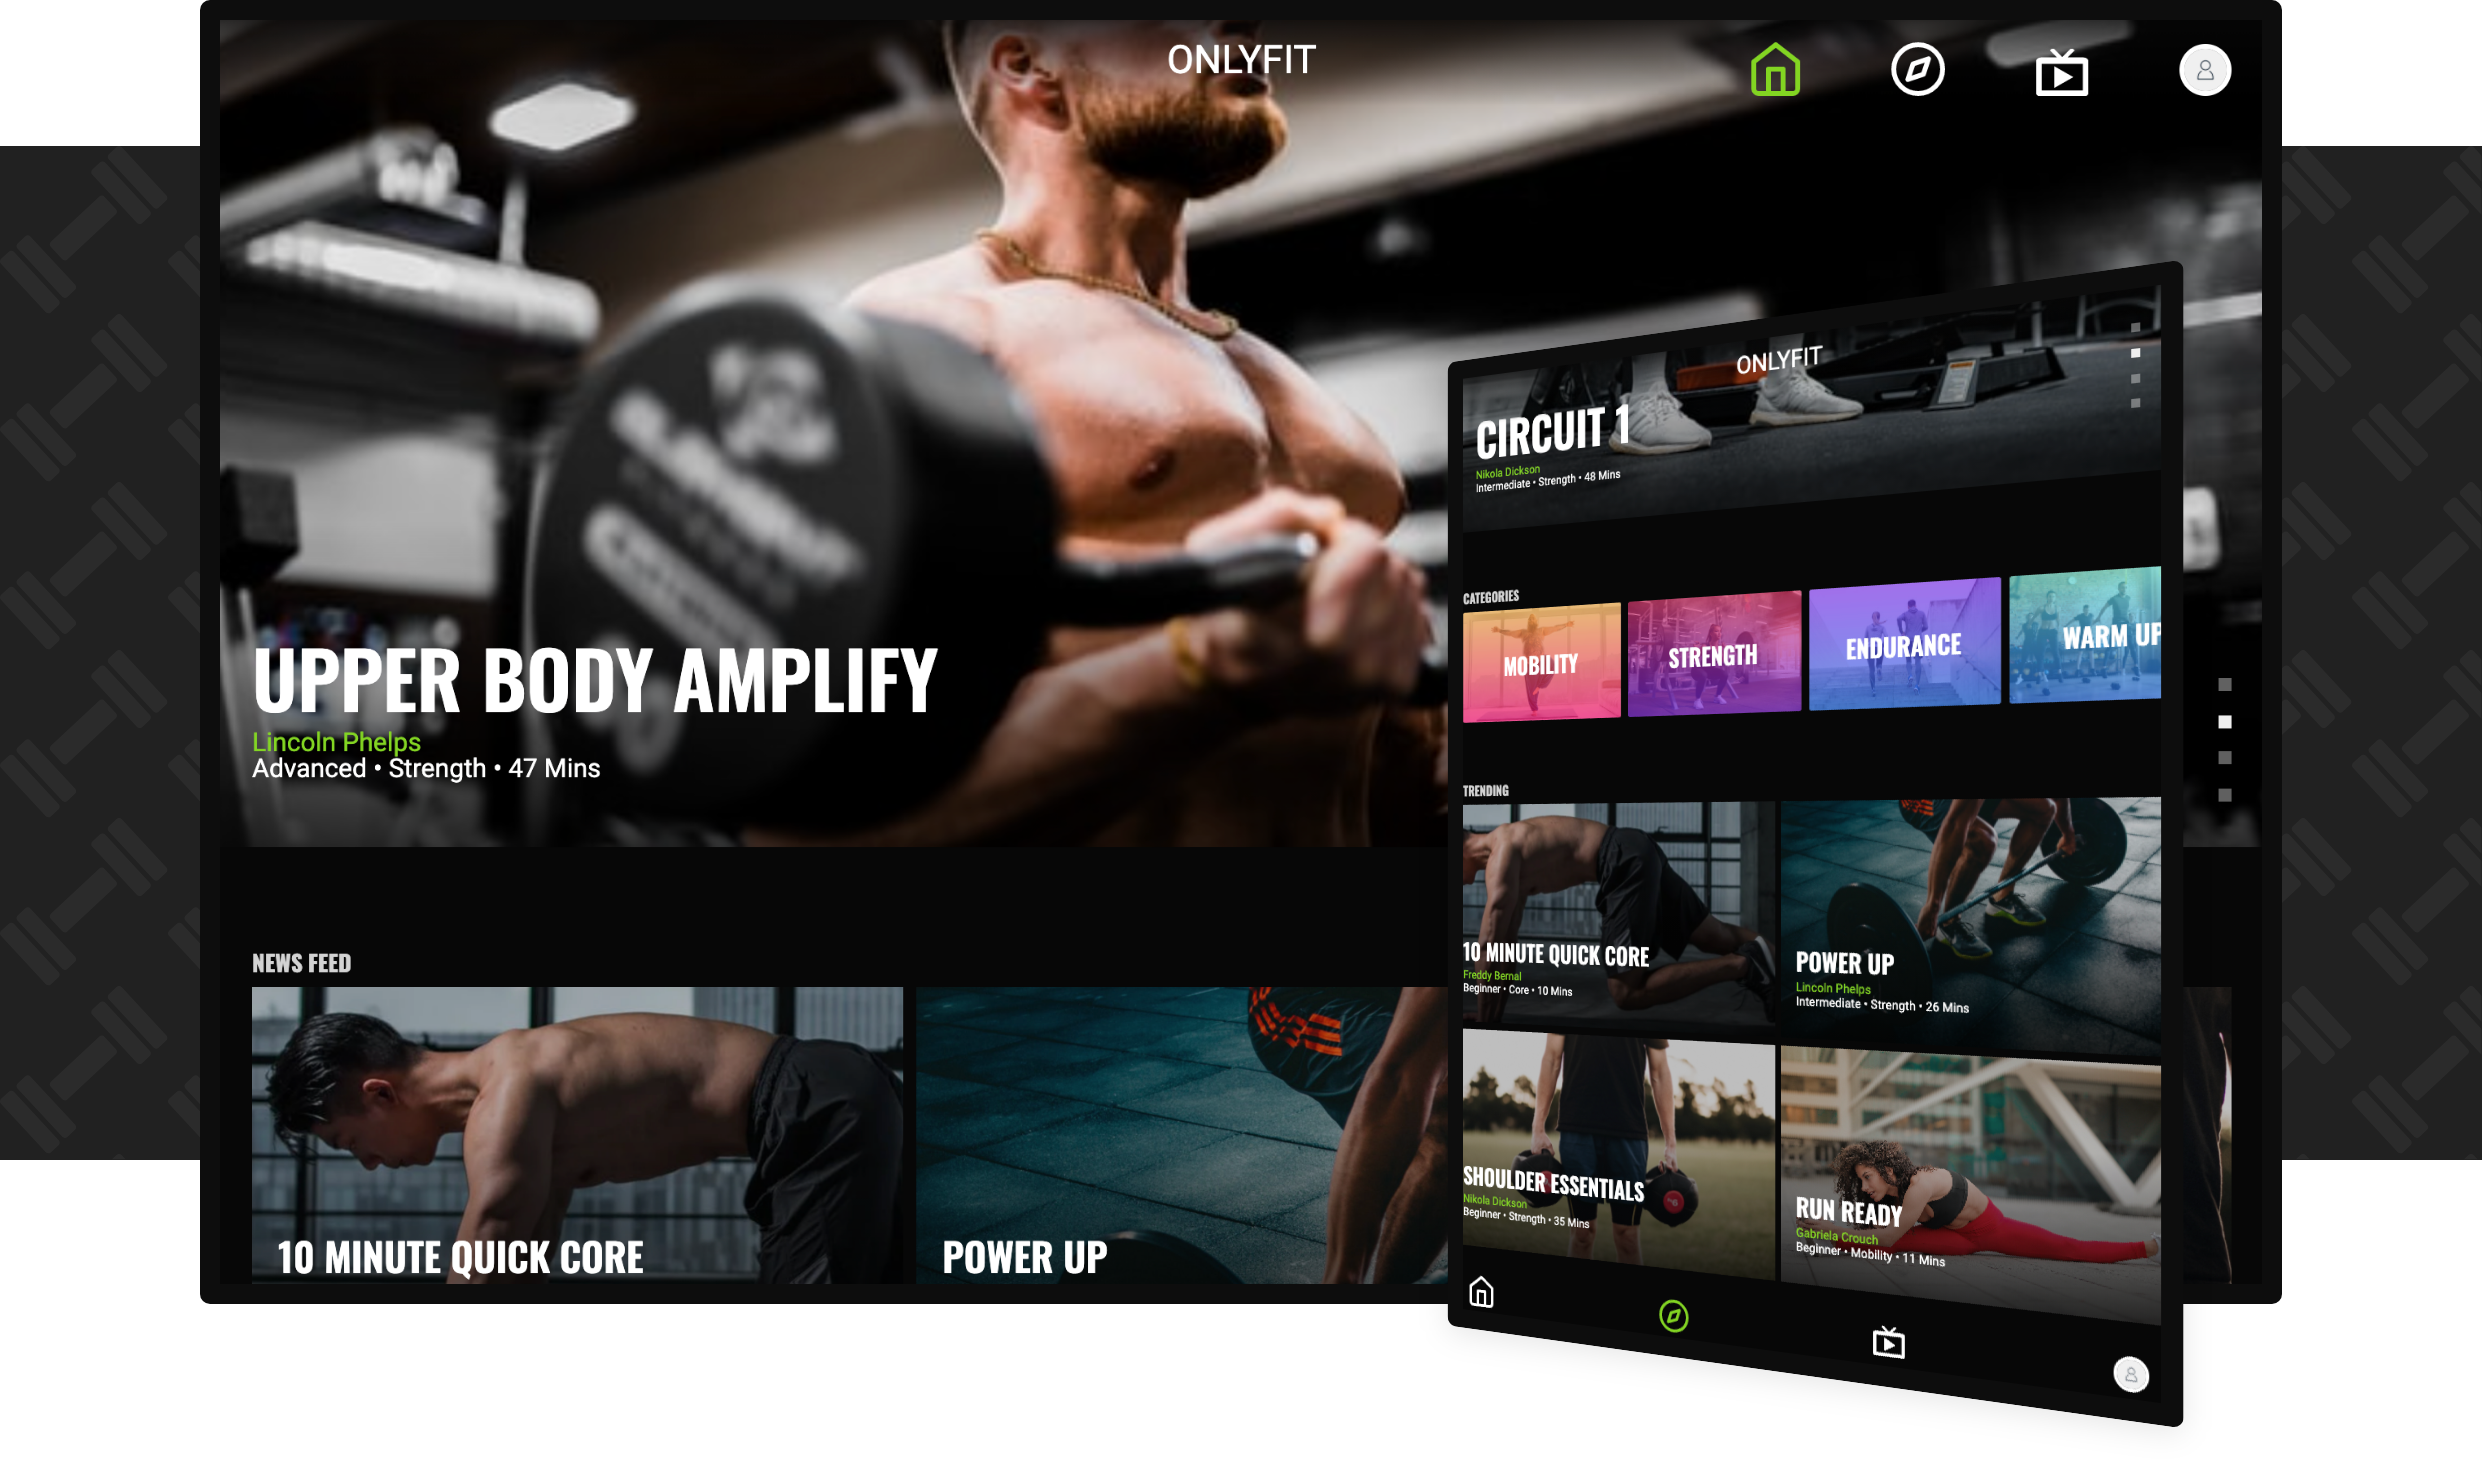 ONLYFIT
UPPER BODY AMPLIFY
Lincoln Phelps
Advanced • Strength • 47 Mins
NEWS FEED
10 MINUTE QUICK CORE
POWER UP
ONLYFIT
CIRCUIT 1
Nikola Dickson
Intermediate • Strength • 48 Mins
CATEGORIES
MOBILITY
STRENGTH
ENDURANCE
WARM UP
TRENDING
10 MINUTE QUICK CORE
Freddy Bernal
Beginner • Core • 10 Mins
POWER UP
Lincoln Phelps
Intermediate • Strength • 26 Mins
SHOULDER ESSENTIALS
Nikola Dickson
Beginner • Strength • 35 Mins
RUN READY
Gabriela Crouch
Beginner • Mobility • 11 Mins